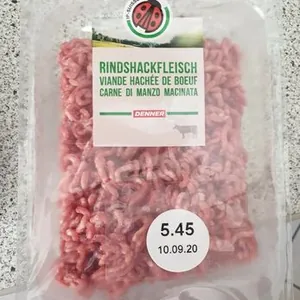 RINDSHACKFLEISCH
VIANDE HACHÉE DE BOEUF
CARNE DI MANZO MACINATA
DENNER
5.45
10.09.20